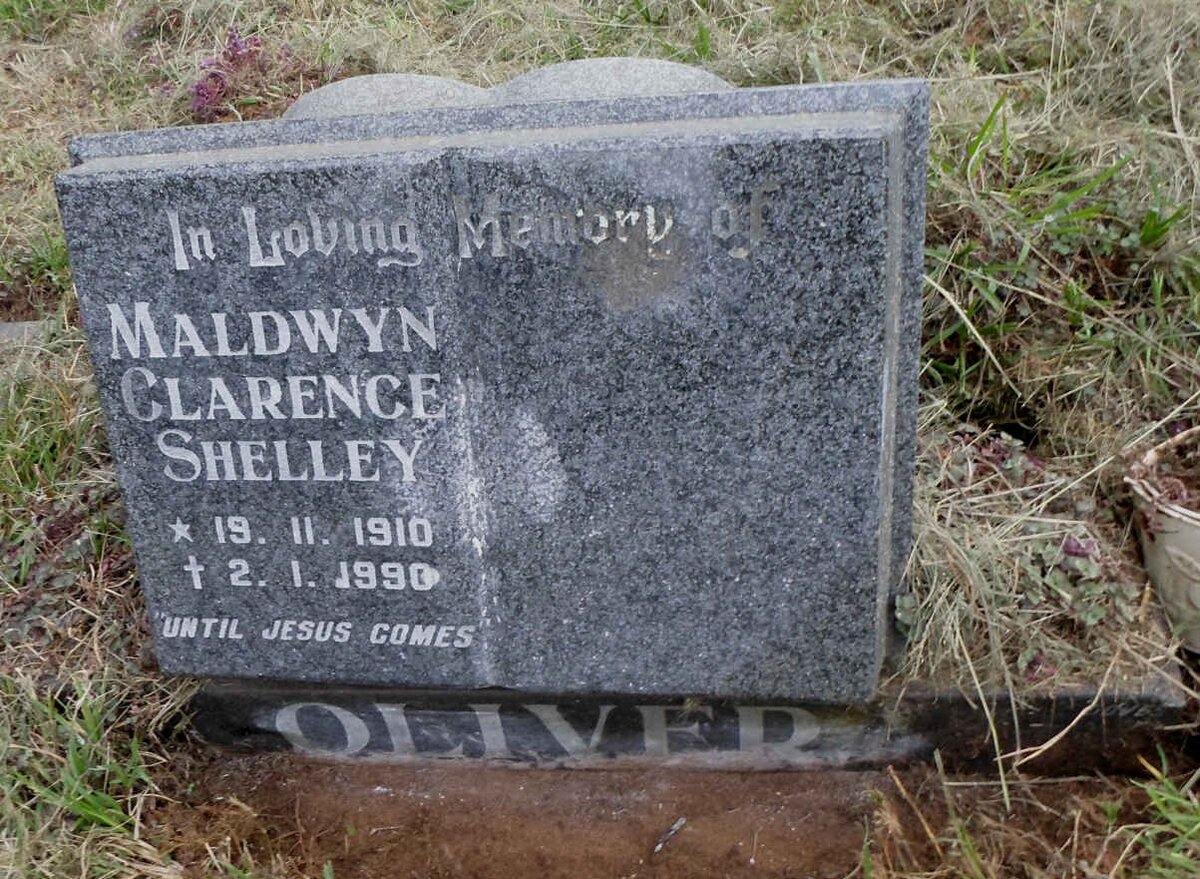 In Loving Memory of
MALDWYN
CLARENCE
SHELLEY
★ 19. 11. 1910
✝ 2. 1. 1990
"UNTIL JESUS COMES"
OLIVER